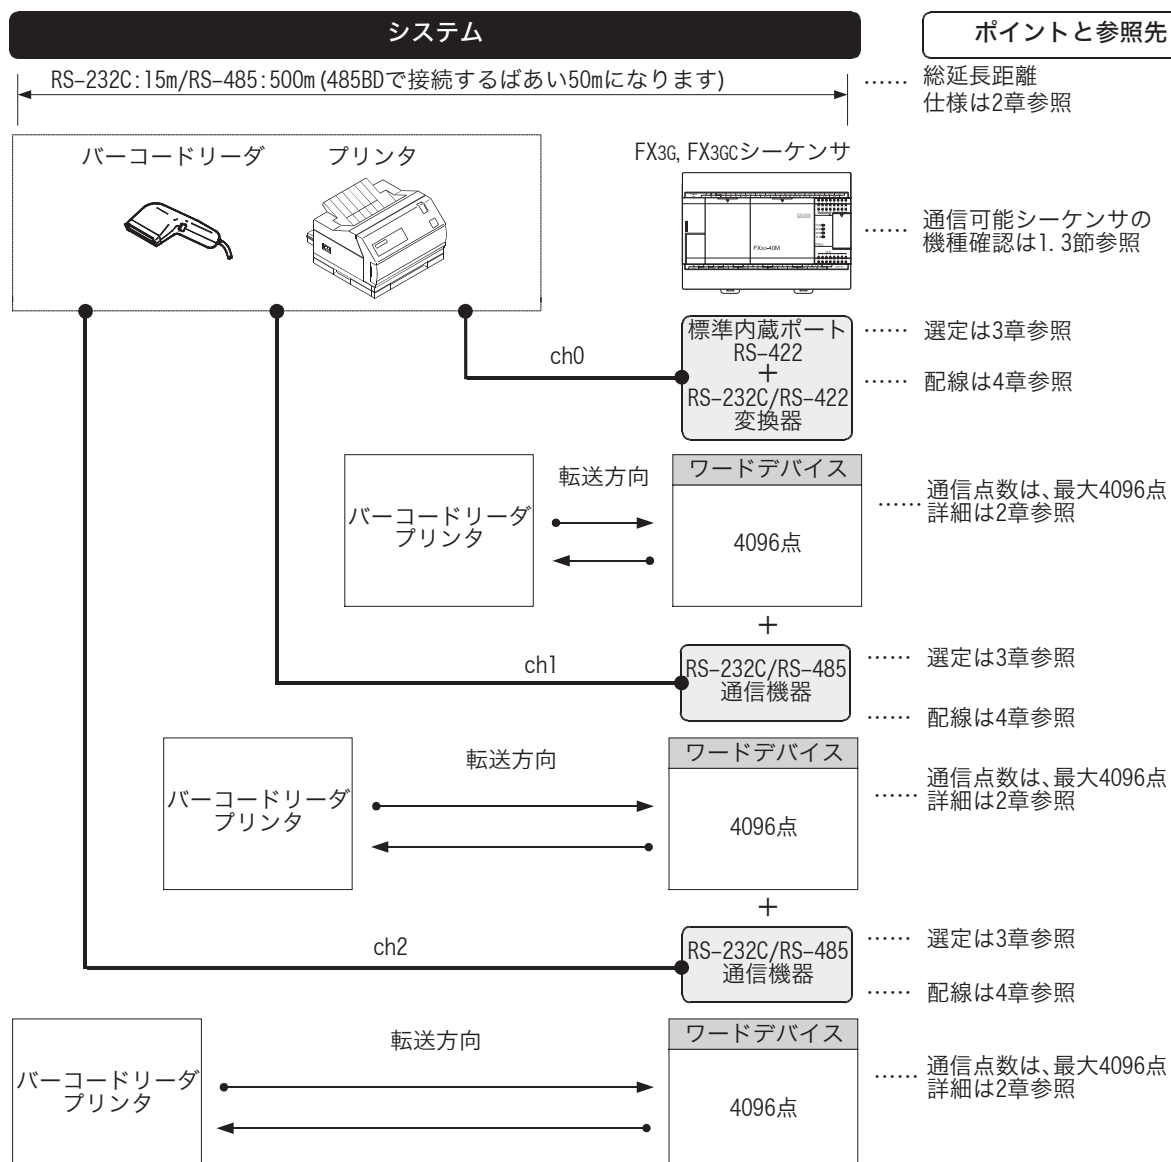 システム
ポイントと参照先
RS-232C:15m/RS-485:500m(485BDで接続するばあい50mになります)
…… 総延長距離
仕様は2章参照
バーコードリーダ
プリンタ
FX3G, FX3GCシーケンサ
FX3G-40M
…… 通信可能シーケンサの
機種確認は1.3節参照
標準内蔵ポート
RS-422
+
RS-232C/RS-422
変換器
…… 選定は3章参照
ch0
…… 配線は4章参照
バーコードリーダ
プリンタ
転送方向
ワードデバイス
4096点
…… 通信点数は、最大4096点
詳細は2章参照
+
ch1
RS-232C/RS-485
通信機器
…… 選定は3章参照
…… 配線は4章参照
バーコードリーダ
プリンタ
転送方向
ワードデバイス
4096点
…… 通信点数は、最大4096点
詳細は2章参照
+
ch2
RS-232C/RS-485
通信機器
…… 選定は3章参照
…… 配線は4章参照
バーコードリーダ
プリンタ
転送方向
ワードデバイス
4096点
…… 通信点数は、最大4096点
詳細は2章参照